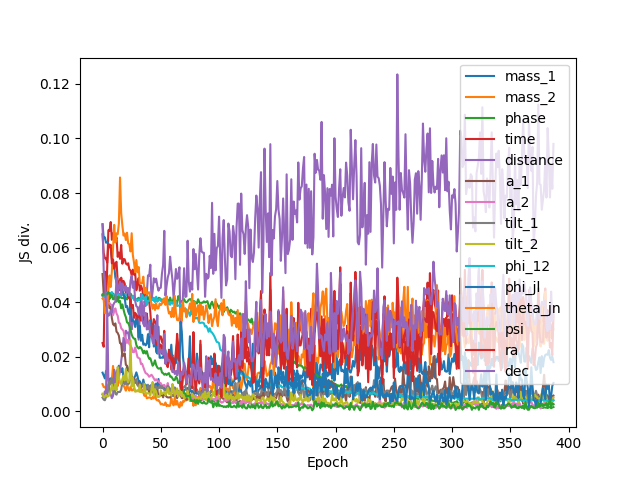 0.12
0.10
0.08
0.06
0.04
0.02
0.00
JS div.
0
50
100
150
200
250
300
350
400
Epoch
mass_1
mass_2
phase
time
distance
a_1
a_2
tilt_1
tilt_2
phi_12
phi_jl
theta_jn
psi
ra
dec